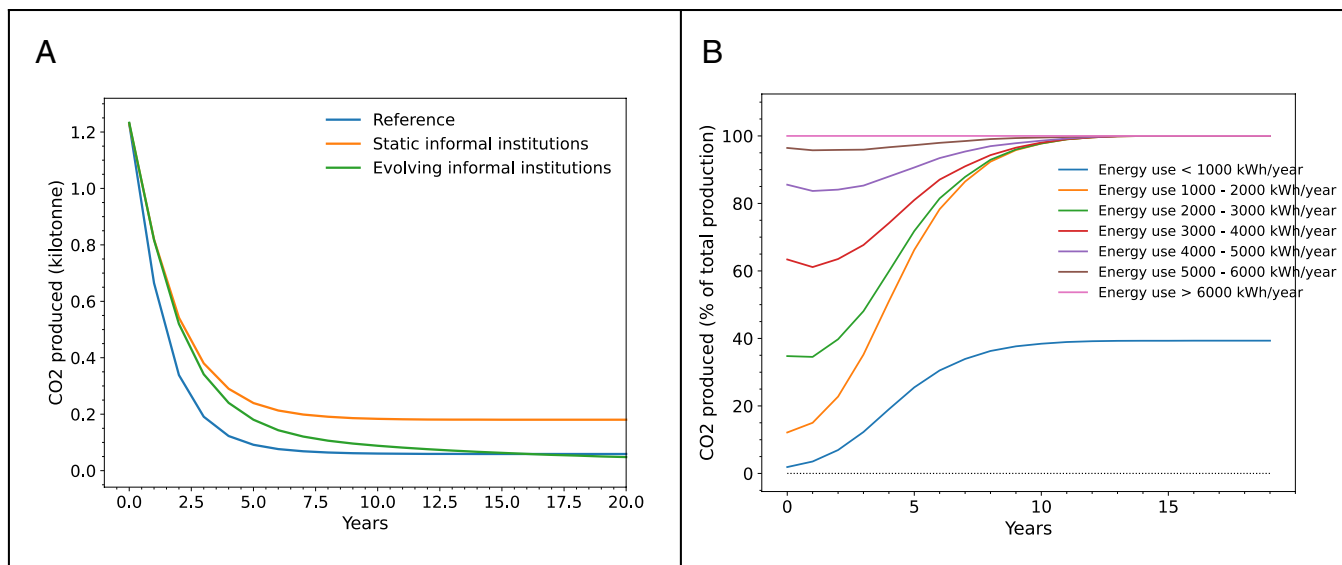 A
CO2 produced (kilotonne)
1.2
1.0
0.8
0.6
0.4
0.2
0.0
Reference
Static informal institutions
Evolving informal institutions
0.0 2.5 5.0 7.5 10.0 12.5 15.0 17.5 20.0
Years
B
CO2 produced (% of total production)
100
80
60
40
20
0
Energy use < 1000 kWh/year
Energy use 1000 - 2000 kWh/year
Energy use 2000 - 3000 kWh/year
Energy use 3000 - 4000 kWh/year
Energy use 4000 - 5000 kWh/year
Energy use 5000 - 6000 kWh/year
Energy use > 6000 kWh/year
0 5 10 15
Years